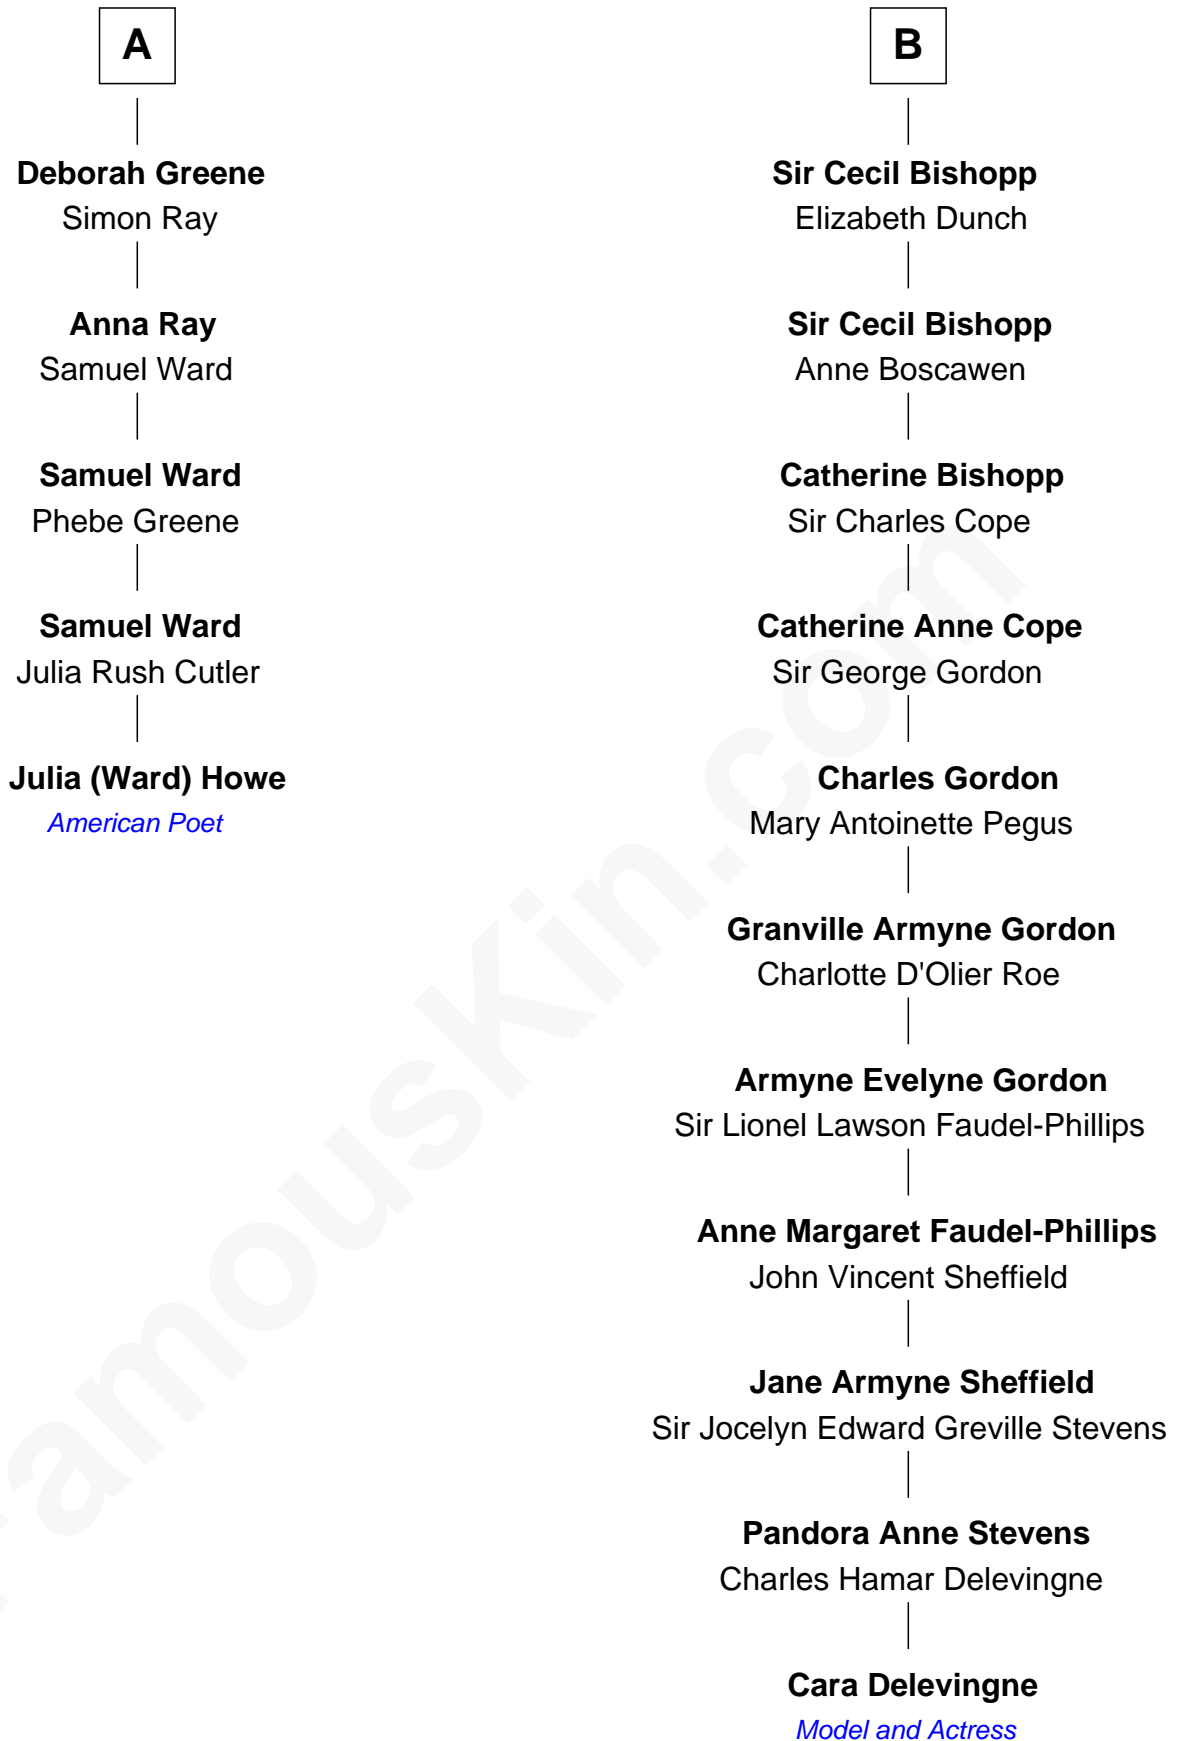 A
Deborah Greene
Simon Ray
Anna Ray
Samuel Ward
Samuel Ward
Phebe Greene
Samuel Ward
Julia Rush Cutler
Julia (Ward) Howe
American Poet
B
Sir Cecil Bishopp
Elizabeth Dunch
Sir Cecil Bishopp
Anne Boscawen
Catherine Bishopp
Sir Charles Cope
Catherine Anne Cope
Sir George Gordon
Charles Gordon
Mary Antoinette Pegus
Granville Armyne Gordon
Charlotte D'Olier Roe
Armyne Evelyne Gordon
Sir Lionel Lawson Faudel-Phillips
Anne Margaret Faudel-Phillips
John Vincent Sheffield
Jane Armyne Sheffield
Sir Jocelyn Edward Greville Stevens
Pandora Anne Stevens
Charles Hamar Delevingne
Cara Delevingne
Model and Actress
FamousKin.com